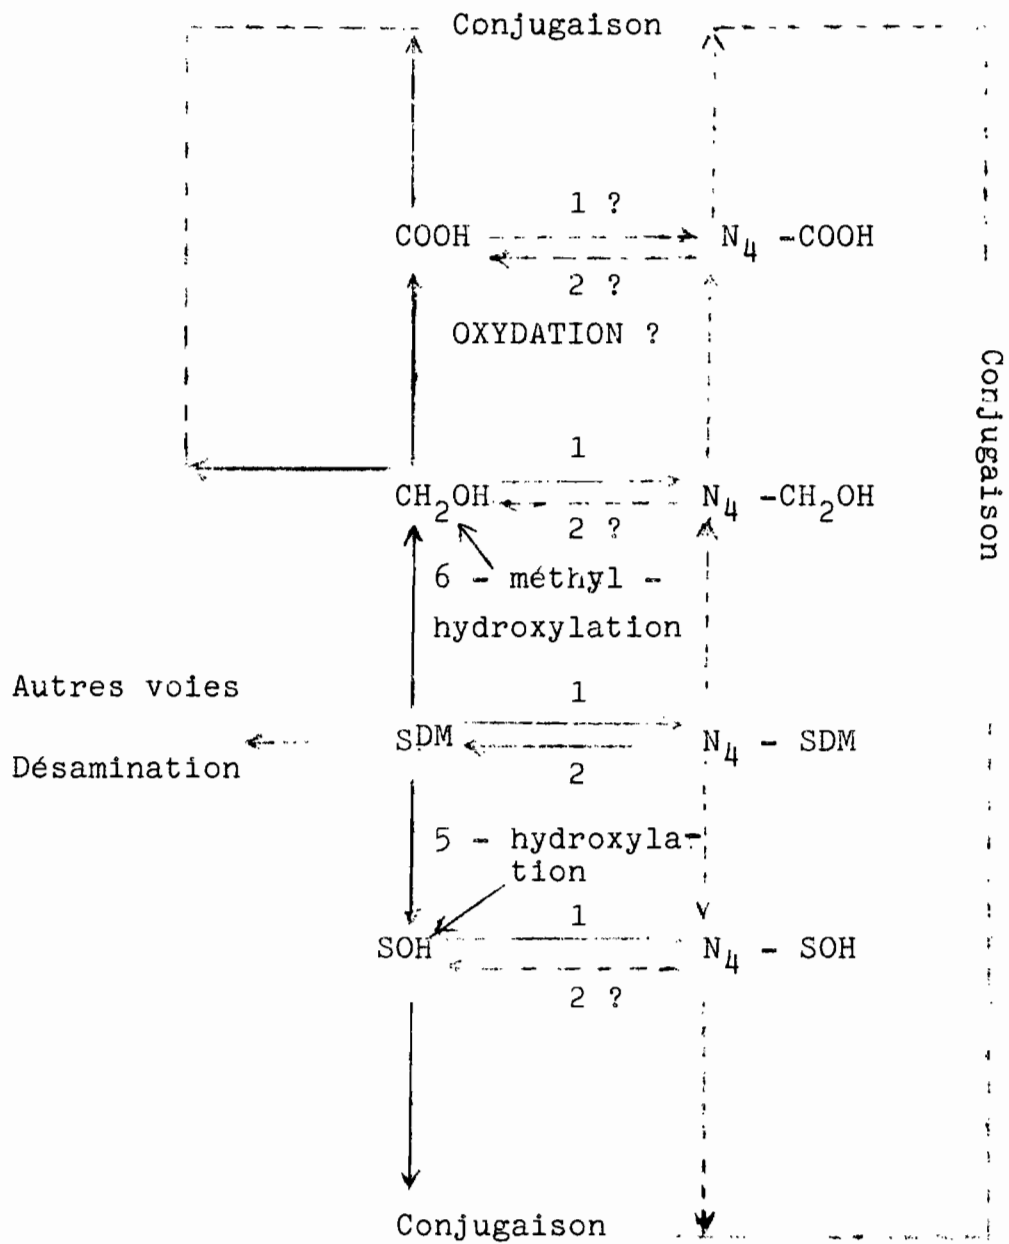 Conjugaison
1 ?
COOH N4 -COOH
2 ?
OXYDATION ?
Conjugaison
1
CH2OH N4 -CH2OH
2 ?
6 - méthyl -
hydroxylation
Autres voies
1
SDM N4 - SDM
Désamination
2
5 - hydroxyla-
tion
1
SOH N4 - SOH
2 ?
Conjugaison